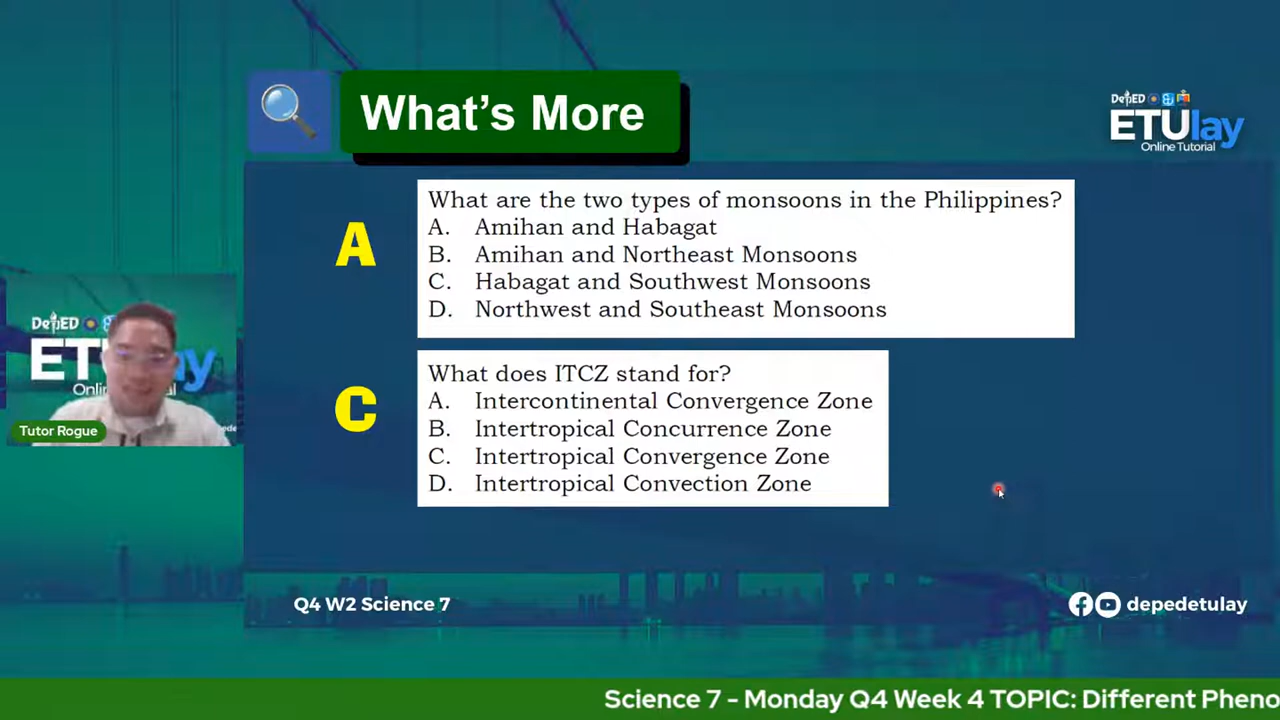 What's More
DepED
ETUlay
Online Tutorial
A
What are the two types of monsoons in the Philippines?
A. Amihan and Habagat
B. Amihan and Northeast Monsoons
C. Habagat and Southwest Monsoons
D. Northwest and Southeast Monsoons
C
What does ITCZ stand for?
A. Intercontinental Convergence Zone
B. Intertropical Concurrence Zone
C. Intertropical Convergence Zone
D. Intertropical Convection Zone
DepED
Tutor Rogue
Q4 W2 Science 7
depedetulay
Science 7 - Monday Q4 Week 4 TOPIC: Different Pheno